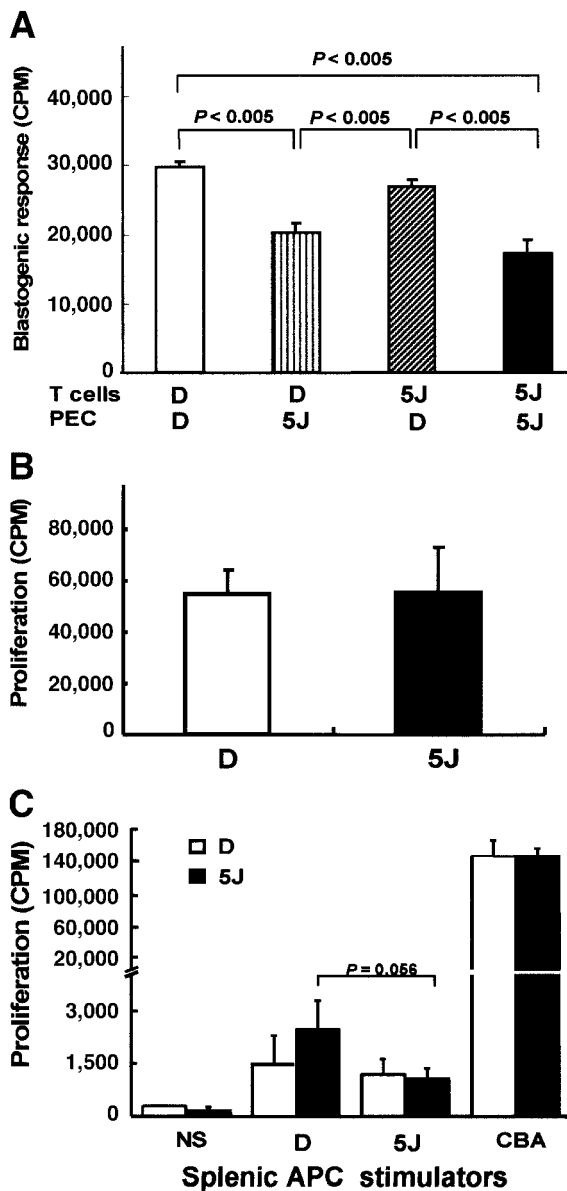 A
Blastogenic response (CPM)
40,000
30,000
20,000
10,000
0
P < 0.005
P < 0.005
P < 0.005
P < 0.005
T cells D D 5J 5J
PEC D 5J D 5J
B
Proliferation (CPM)
80,000
60,000
40,000
20,000
0
D 5J
C
Proliferation (CPM)
180,000
140,000
100,000
60,000
20,000
3,000
1,500
0
D
5J
P = 0.056
NS D 5J CBA
Splenic APC stimulators